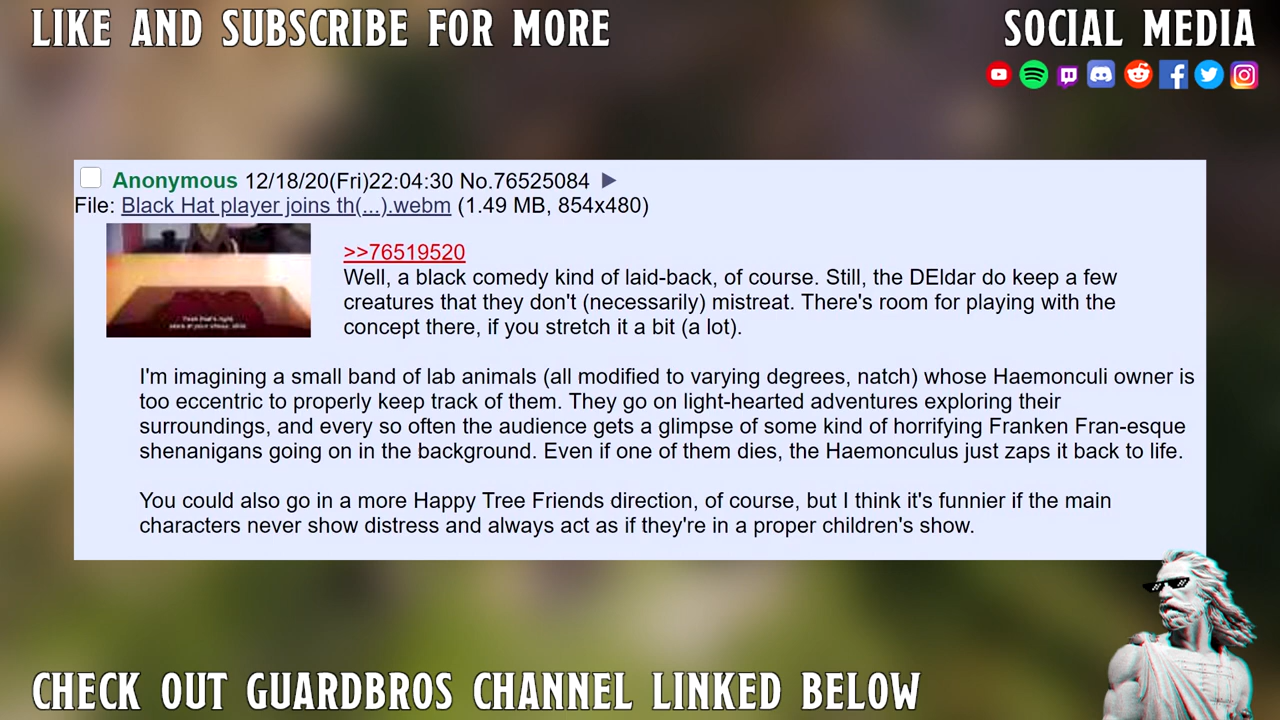 LIKE AND SUBSCRIBE FOR MORE
SOCIAL MEDIA
Anonymous 12/18/20(Fri)22:04:30 No.76525084 ▶
File: Black Hat player joins th(...).webm (1.49 MB, 854x480)
>>76519520
Well, a black comedy kind of laid-back, of course. Still, the DEldar do keep a few
creatures that they don't (necessarily) mistreat. There's room for playing with the
concept there, if you stretch it a bit (a lot).
I'm imagining a small band of lab animals (all modified to varying degrees, natch) whose Haemonculi owner is
too eccentric to properly keep track of them. They go on light-hearted adventures exploring their
surroundings, and every so often the audience gets a glimpse of some kind of horrifying Franken Fran-esque
shenanigans going on in the background. Even if one of them dies, the Haemonculus just zaps it back to life.
You could also go in a more Happy Tree Friends direction, of course, but I think it's funnier if the main
characters never show distress and always act as if they're in a proper children's show.
CHECK OUT GUARDBROS CHANNEL LINKED BELOW